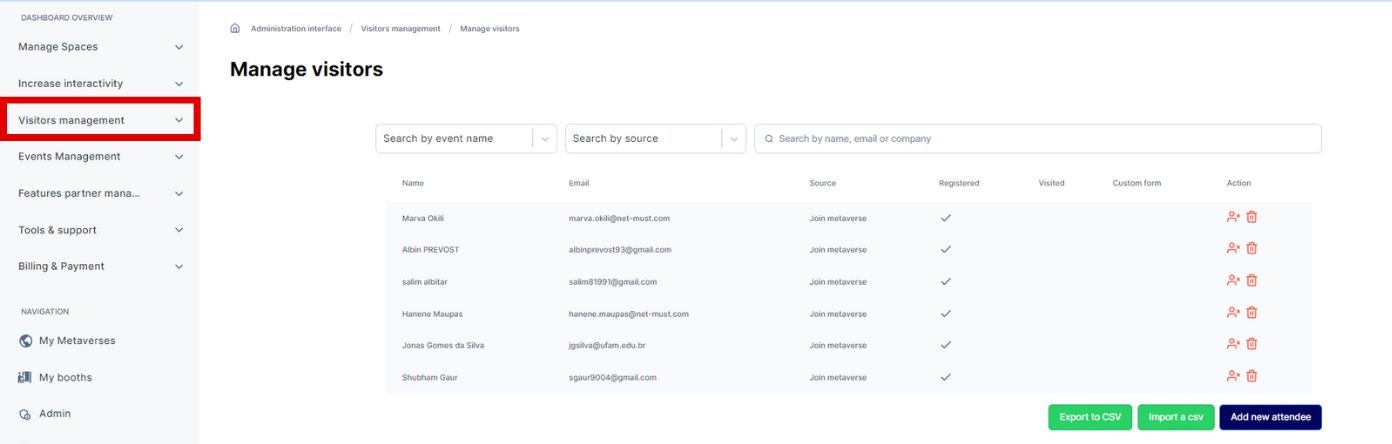 DASHBOARD OVERVIEW
Manage Spaces
Increase interactivity
Visitors management
Events Management
Features partner mana...
Tools & support
Billing & Payment
NAVIGATION
My Metaverses
My booths
Admin
Administration interface / Visitors management / Manage visitors
Manage visitors
Search by event name Search by source Search by name, email or company
Name Email Source Registered Visited Custom form Action
Marva Okili marva.okili@net-must.com Join metaverse
Albin PREVOST albinprevost93@gmail.com Join metaverse
salim albitar salim81991@gmail.com Join metaverse
Hanene Maupas hanene.maupas@net-must.com Join metaverse
Jonas Gomes da Silva jgsilva@ufam.edu.br Join metaverse
Shubham Gaur sgaur9004@gmail.com Join metaverse
Export to CSV Import a csv Add new attendee